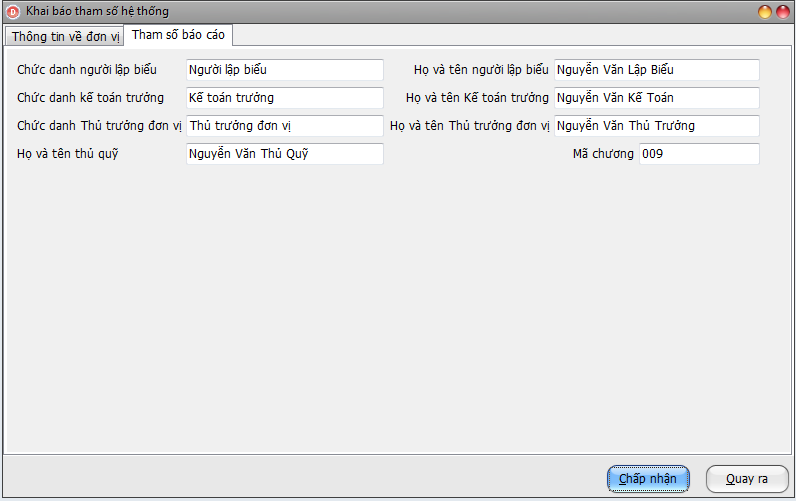 Khai báo tham số hệ thống
Thông tin về đơn vị Tham số báo cáo
Chức danh người lập biểu Người lập biểu Họ và tên người lập biểu Nguyễn Văn Lập Biểu
Chức danh kế toán trưởng Kế toán trưởng Họ và tên Kế toán trưởng Nguyễn Văn Kế Toán
Chức danh Thủ trưởng đơn vị Thủ trưởng đơn vị Họ và tên Thủ trưởng đơn vị Nguyễn Văn Thủ Trưởng
Họ và tên thủ quỹ Nguyễn Văn Thủ Quỹ Mã chương 009
Chấp nhận Quay ra